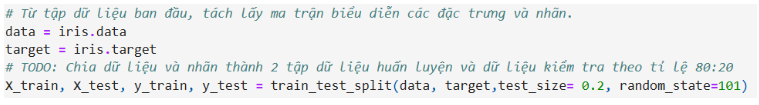 # Từ tập dữ liệu ban đầu, tách lấy ma trận biểu diễn các đặc trưng và nhãn.
data = iris.data
target = iris.target
# TODO: Chia dữ liệu và nhãn thành 2 tập dữ liệu huấn luyện và dữ liệu kiểm tra theo tỉ lệ 80:20
X_train, X_test, y_train, y_test = train_test_split(data, target,test_size= 0.2, random_state=101)